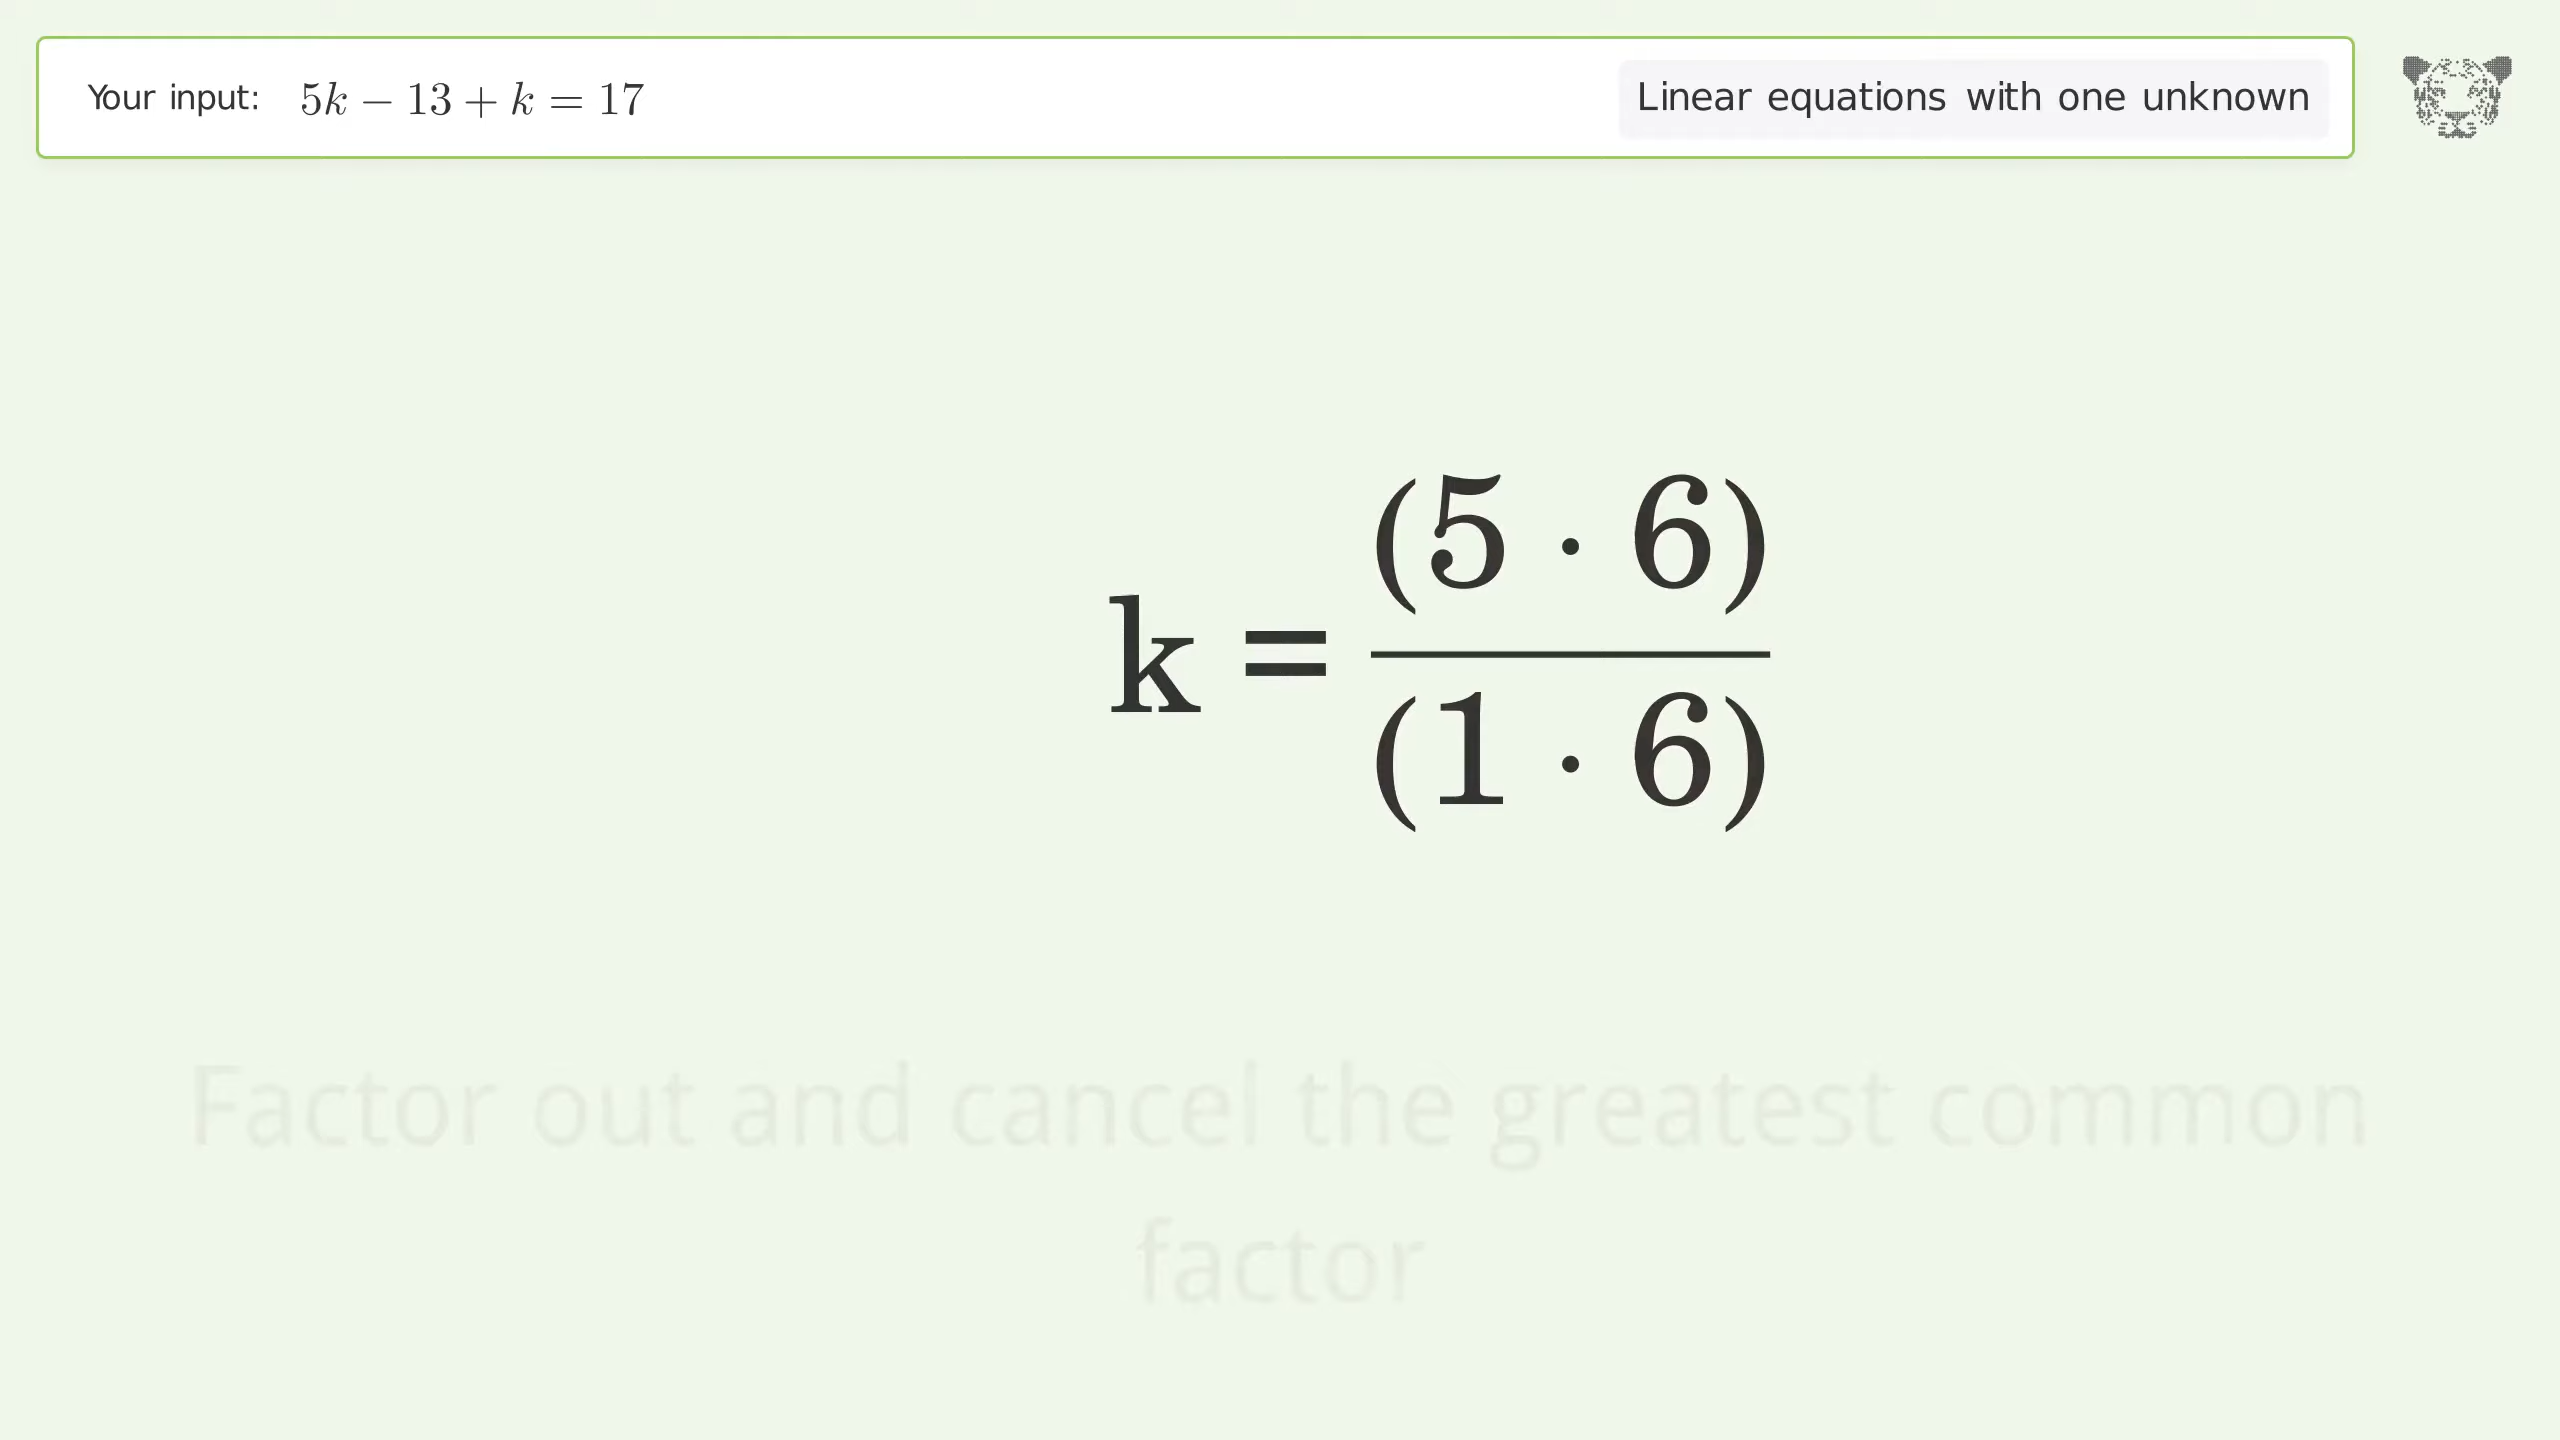 Your input: 5k − 13 + k = 17
Linear equations with one unknown
k = (5 · 6) / (1 · 6)
Factor out and cancel the greatest common
factor